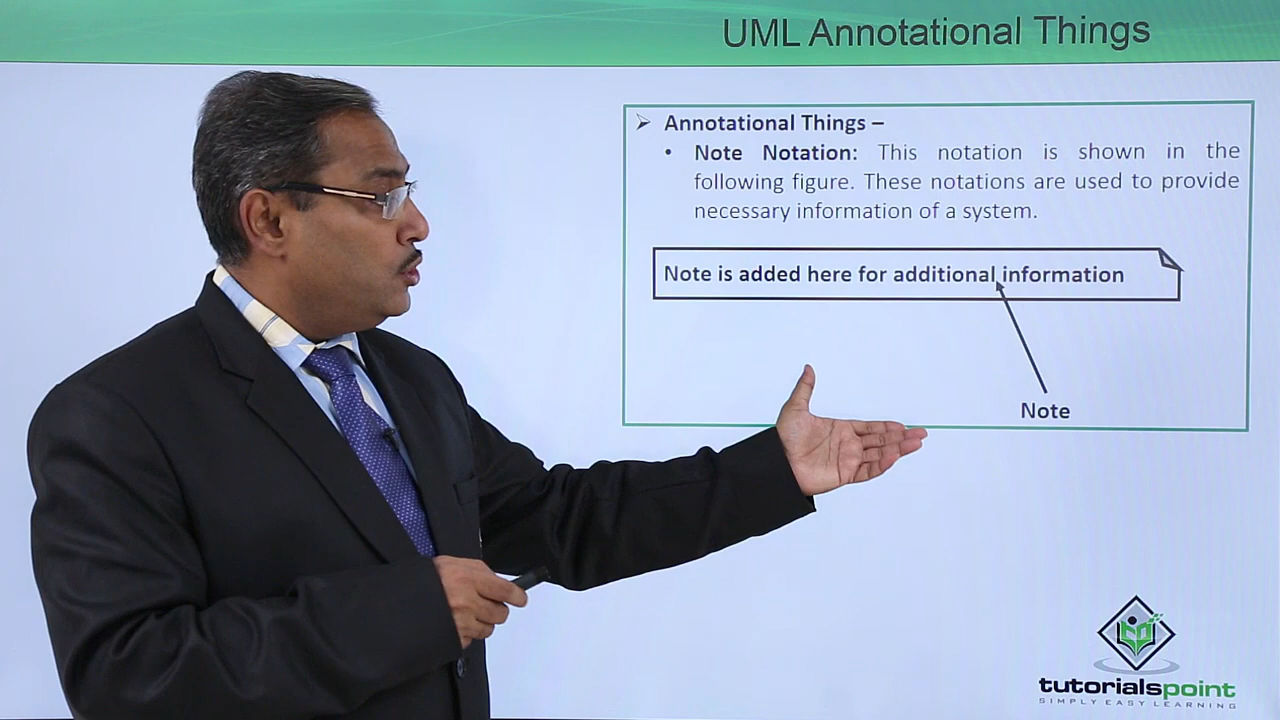 UML Annotational Things
➢ Annotational Things –
• Note Notation: This notation is shown in the
following figure. These notations are used to provide
necessary information of a system.
Note is added here for additional information
Note
tutorialspoint
SIMPLY EASY LEARNING